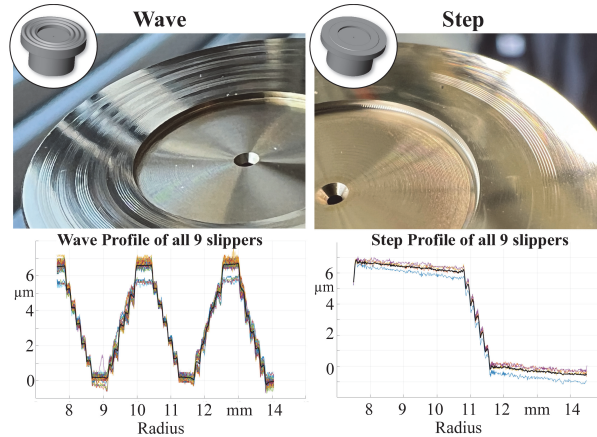 Wave
Step
Wave Profile of all 9 slippers
6
µm
4
2
0
8 9 10 11 12 mm 14
Radius
Step Profile of all 9 slippers
6
µm
4
2
0
8 9 10 11 12 mm 14
Radius